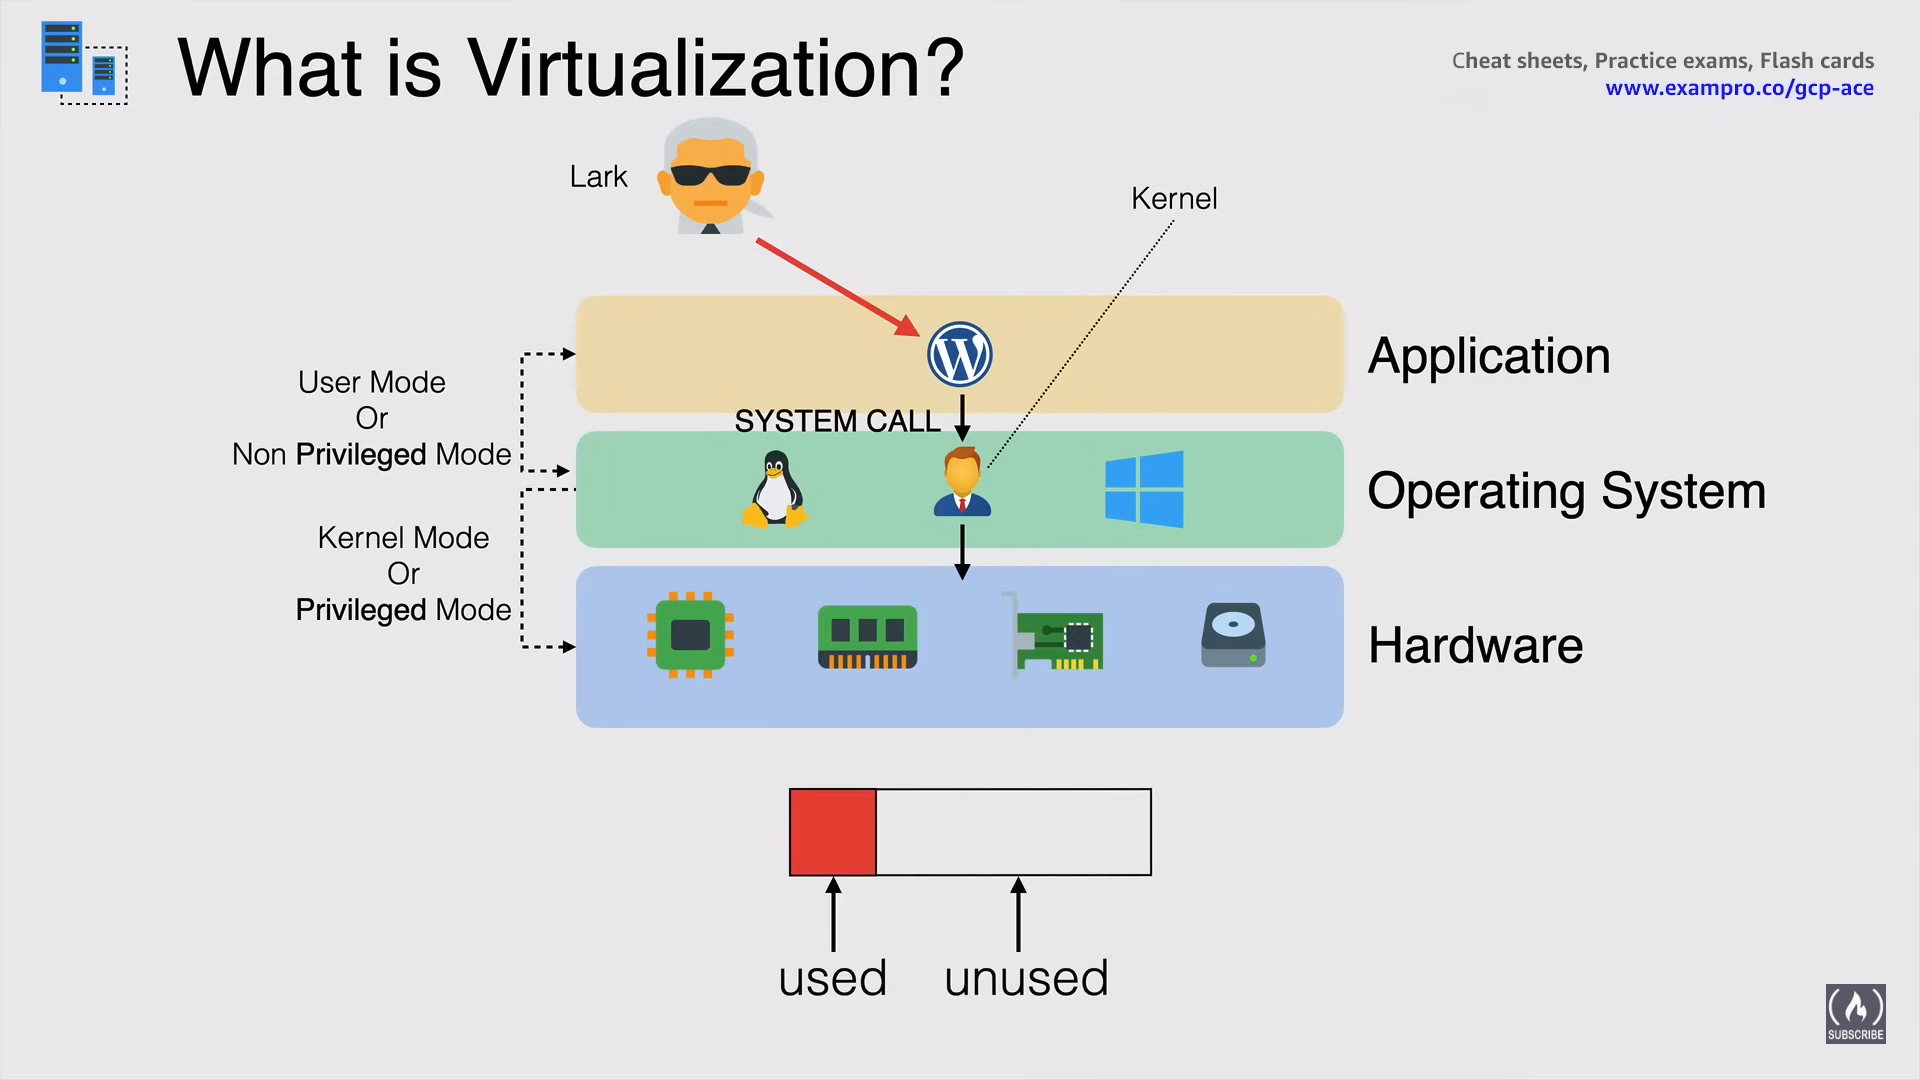 What is Virtualization?
Cheat sheets, Practice exams, Flash cards
www.exampro.co/gcp-ace
Lark
Kernel
Application
User Mode
Or
Non Privileged Mode
SYSTEM CALL
Operating System
Kernel Mode
Or
Privileged Mode
Hardware
used
unused
SUBSCRIBE